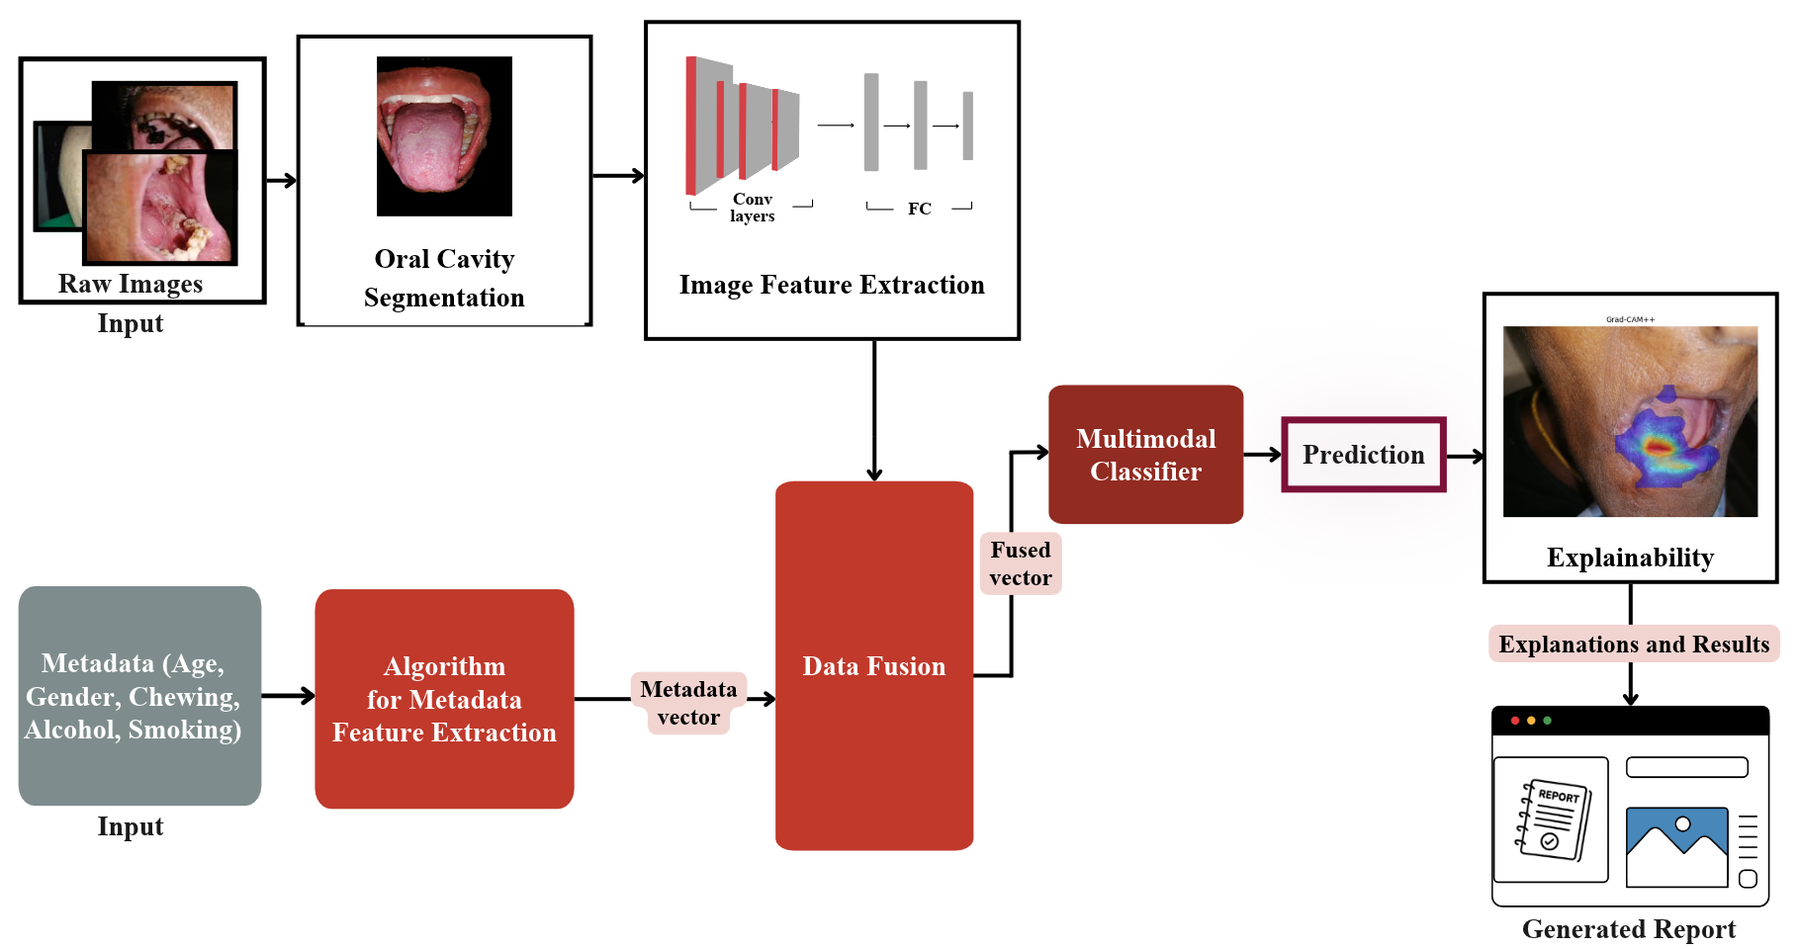 Raw Images
Input
Oral Cavity
Segmentation
Conv
layers
FC
Image Feature Extraction
Metadata (Age,
Gender, Chewing,
Alcohol, Smoking)
Input
Algorithm
for Metadata
Feature Extraction
Metadata
vector
Data Fusion
Fused
vector
Multimodal
Classifier
Prediction
Grad-CAM++
Explainability
Explanations and Results
REPORT
Generated Report